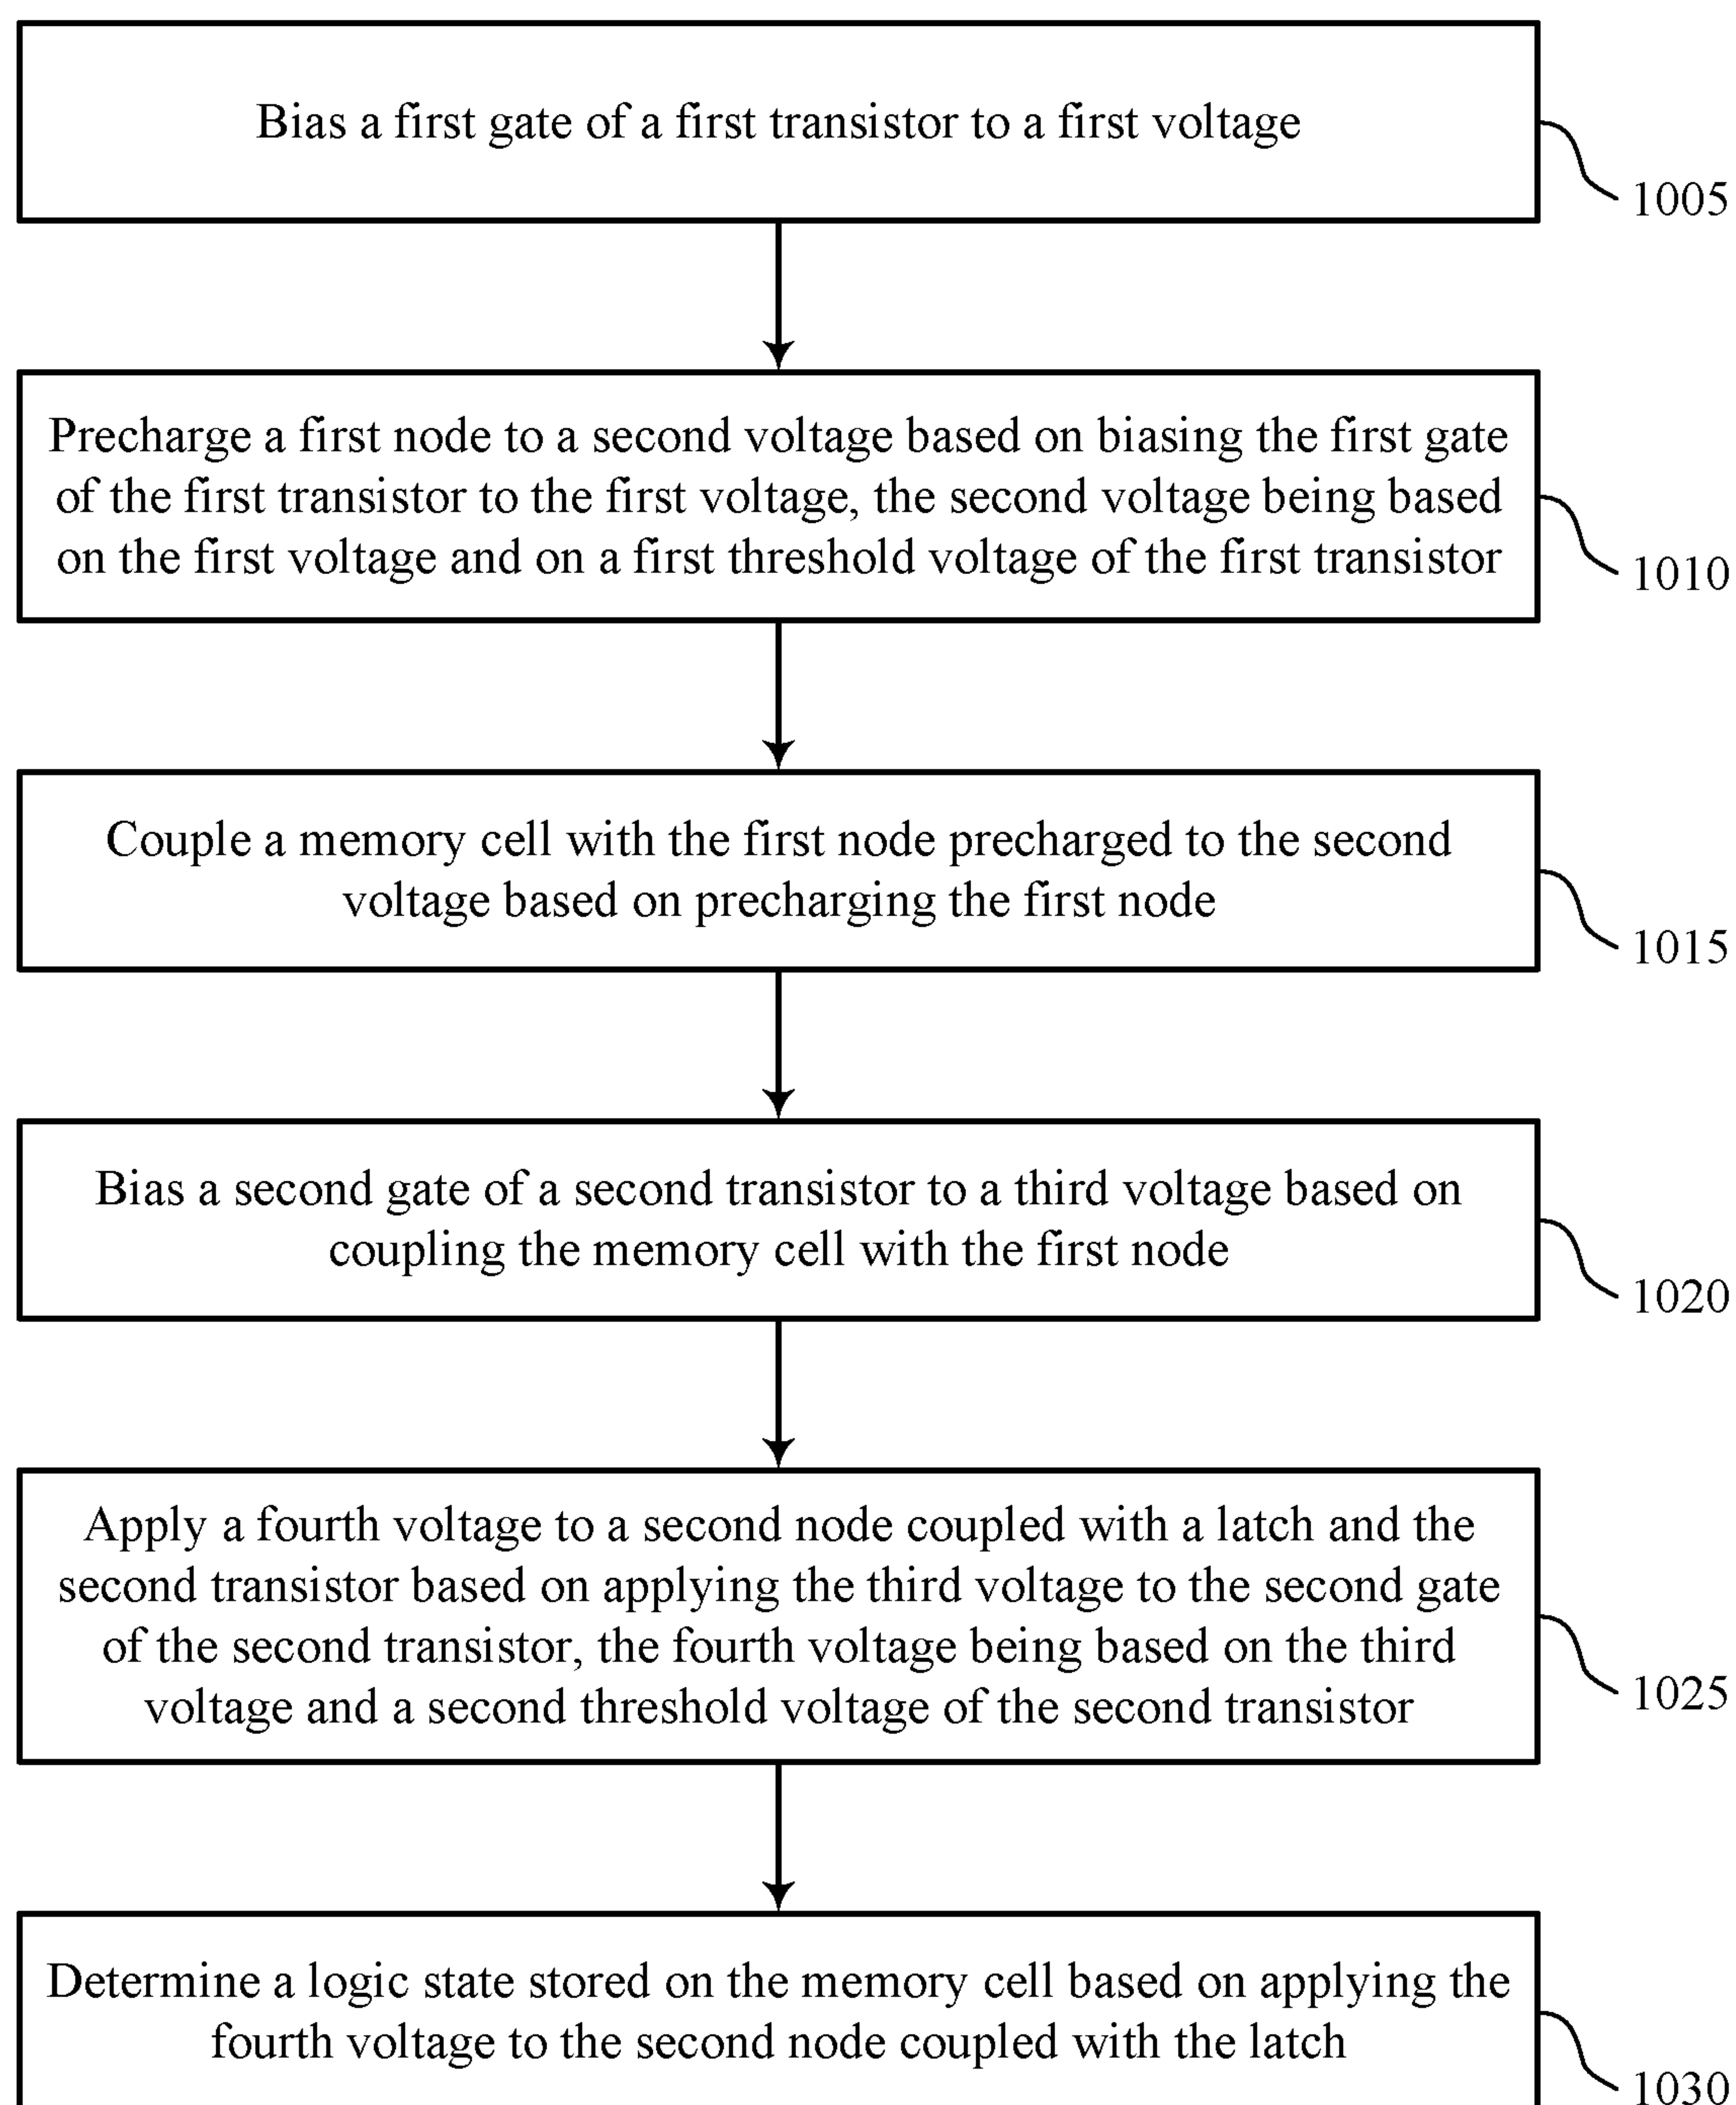 Bias a first gate of a first transistor to a first voltage
1005
Precharge a first node to a second voltage based on biasing the first gate
of the first transistor to the first voltage, the second voltage being based
on the first voltage and on a first threshold voltage of the first transistor
1010
Couple a memory cell with the first node precharged to the second
voltage based on precharging the first node
1015
Bias a second gate of a second transistor to a third voltage based on
coupling the memory cell with the first node
1020
Apply a fourth voltage to a second node coupled with a latch and the
second transistor based on applying the third voltage to the second gate
of the second transistor, the fourth voltage being based on the third
voltage and a second threshold voltage of the second transistor
1025
Determine a logic state stored on the memory cell based on applying the
fourth voltage to the second node coupled with the latch
1030